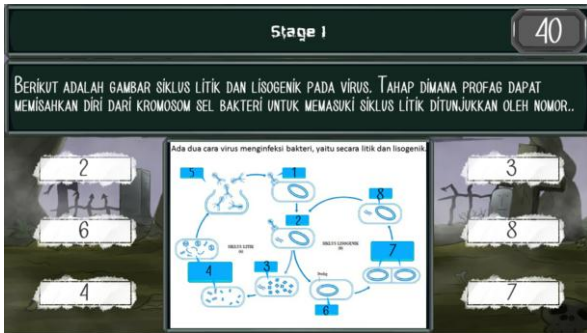 Stage 1
40
BERIKUT ADALAH GAMBAR SIKLUS LITIK DAN LISOGENIK PADA VIRUS. TAHAP DIMANA PROFAG DAPAT
MEMISAHKAN DIRI DARI KROMOSOM SEL BAKTERI UNTUK MEMASUKI SIKLUS LITIK DITUNJUKKAN OLEH NOMOR..
2
6
4
Ada dua cara virus menginfeksi bakteri, yaitu secara litik dan lisogenik.
5
1
8
2
SIKLUS LITIK
SIKLUS LISOGENIK
4
3
7
Profag
6
3
8
7